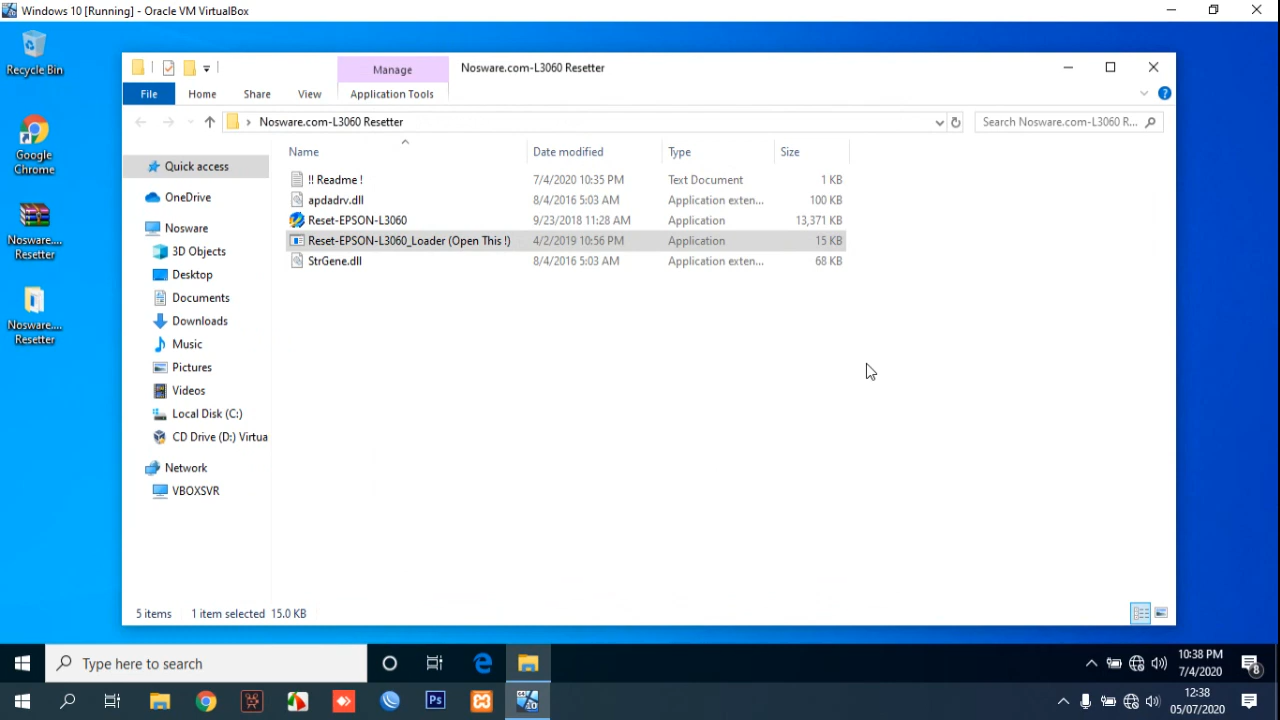 Windows 10 [Running] - Oracle VM VirtualBox
Recycle Bin
Google
Chrome
Nosware....
Resetter
Nosware....
Resetter
Manage
Nosware.com-L3060 Resetter
File
Home
Share
View
Application Tools
Nosware.com-L3060 Resetter
Search Nosware.com-L3060 R...
Name
Date modified
Type
Size
!! Readme !
7/4/2020 10:35 PM
Text Document
1 KB
apdadrv.dll
8/4/2016 5:03 AM
Application exten...
100 KB
Reset-EPSON-L3060
9/23/2018 11:28 AM
Application
13,371 KB
Reset-EPSON-L3060_Loader (Open This !)
4/2/2019 10:56 PM
Application
15 KB
StrGene.dll
8/4/2016 5:03 AM
Application exten...
68 KB
Quick access
OneDrive
Nosware
3D Objects
Desktop
Documents
Downloads
Music
Pictures
Videos
Local Disk (C:)
CD Drive (D:) Virtua
Network
VBOXSVR
5 items
1 item selected 15.0 KB
Type here to search
10:38 PM
7/4/2020
8
Ps
12:38
05/07/2020